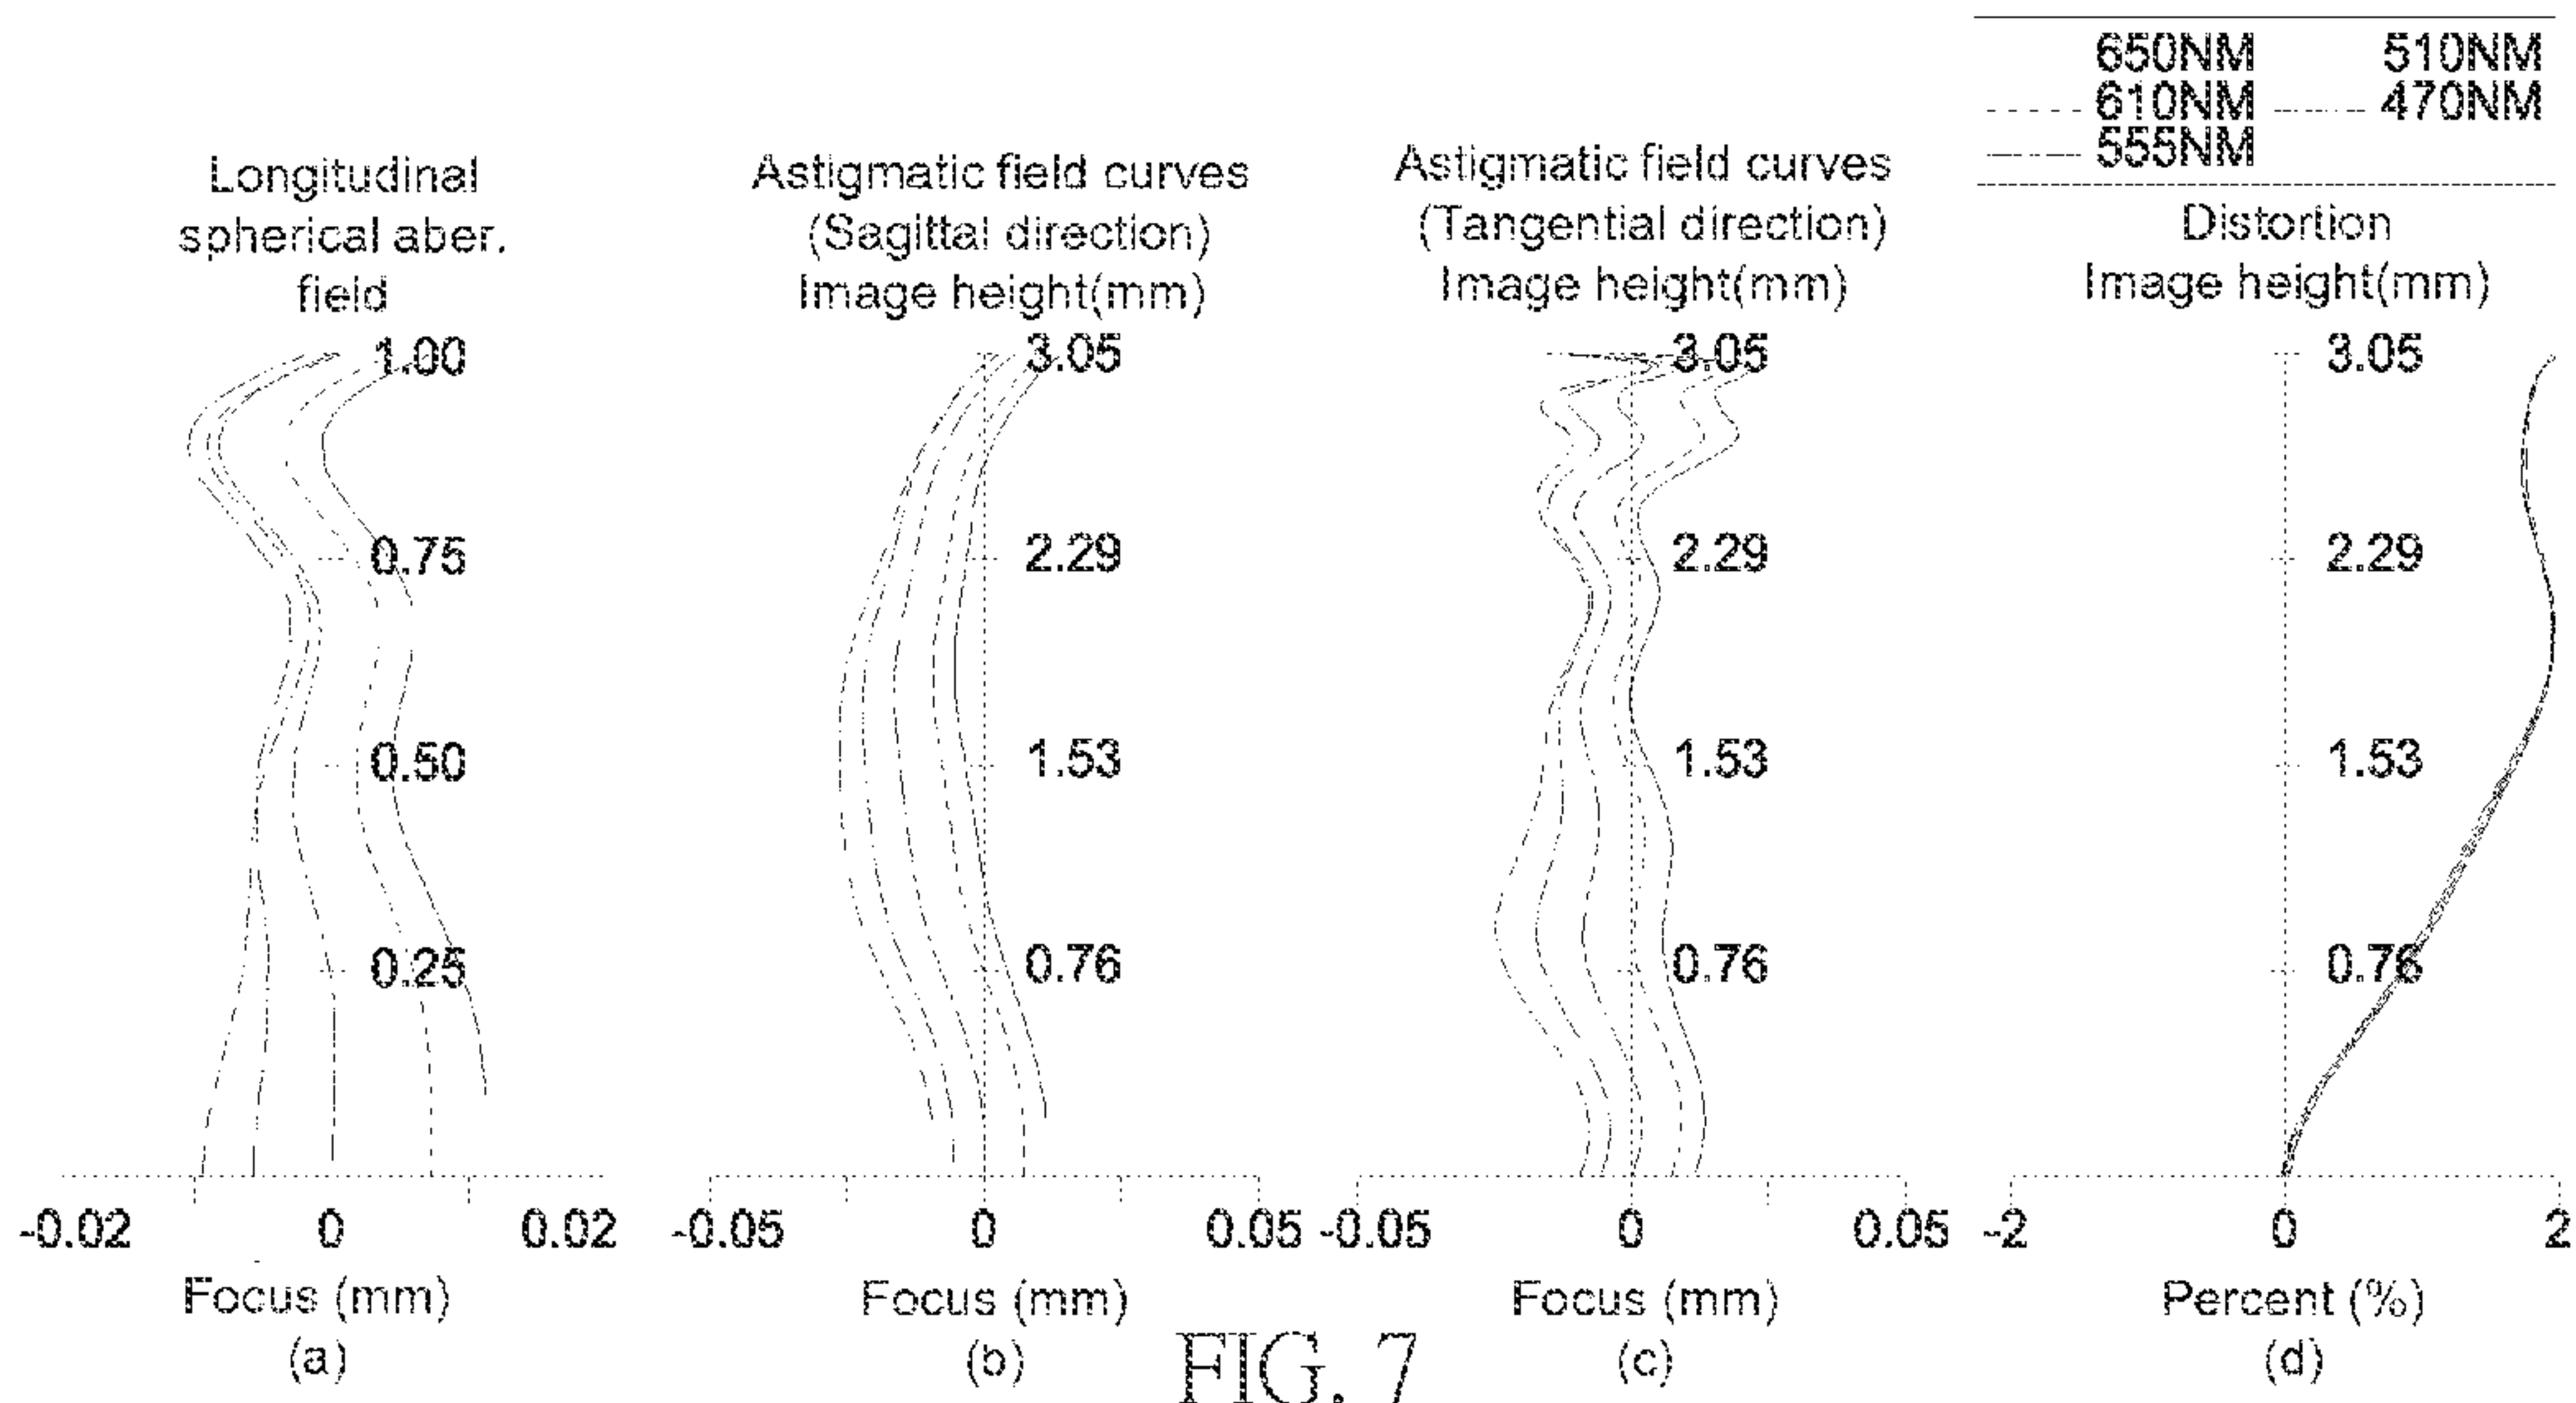 650NM 510NM
610NM 470NM
555NM
Longitudinal
spherical aber.
field
1.00
0.75
0.50
0.25
-0.02 0 0.02
Focus (mm)
(a)
Astigmatic field curves
(Sagittal direction)
Image height(mm)
3.05
2.29
1.53
0.76
-0.05 0 0.05
Focus (mm)
(b)
Astigmatic field curves
(Tangential direction)
Image height(mm)
3.05
2.29
1.53
0.76
-0.05 0 0.05
Focus (mm)
(c)
Distortion
Image height(mm)
3.05
2.29
1.53
0.76
-2 0 2
Percent (%)
(d)
FIG. 7